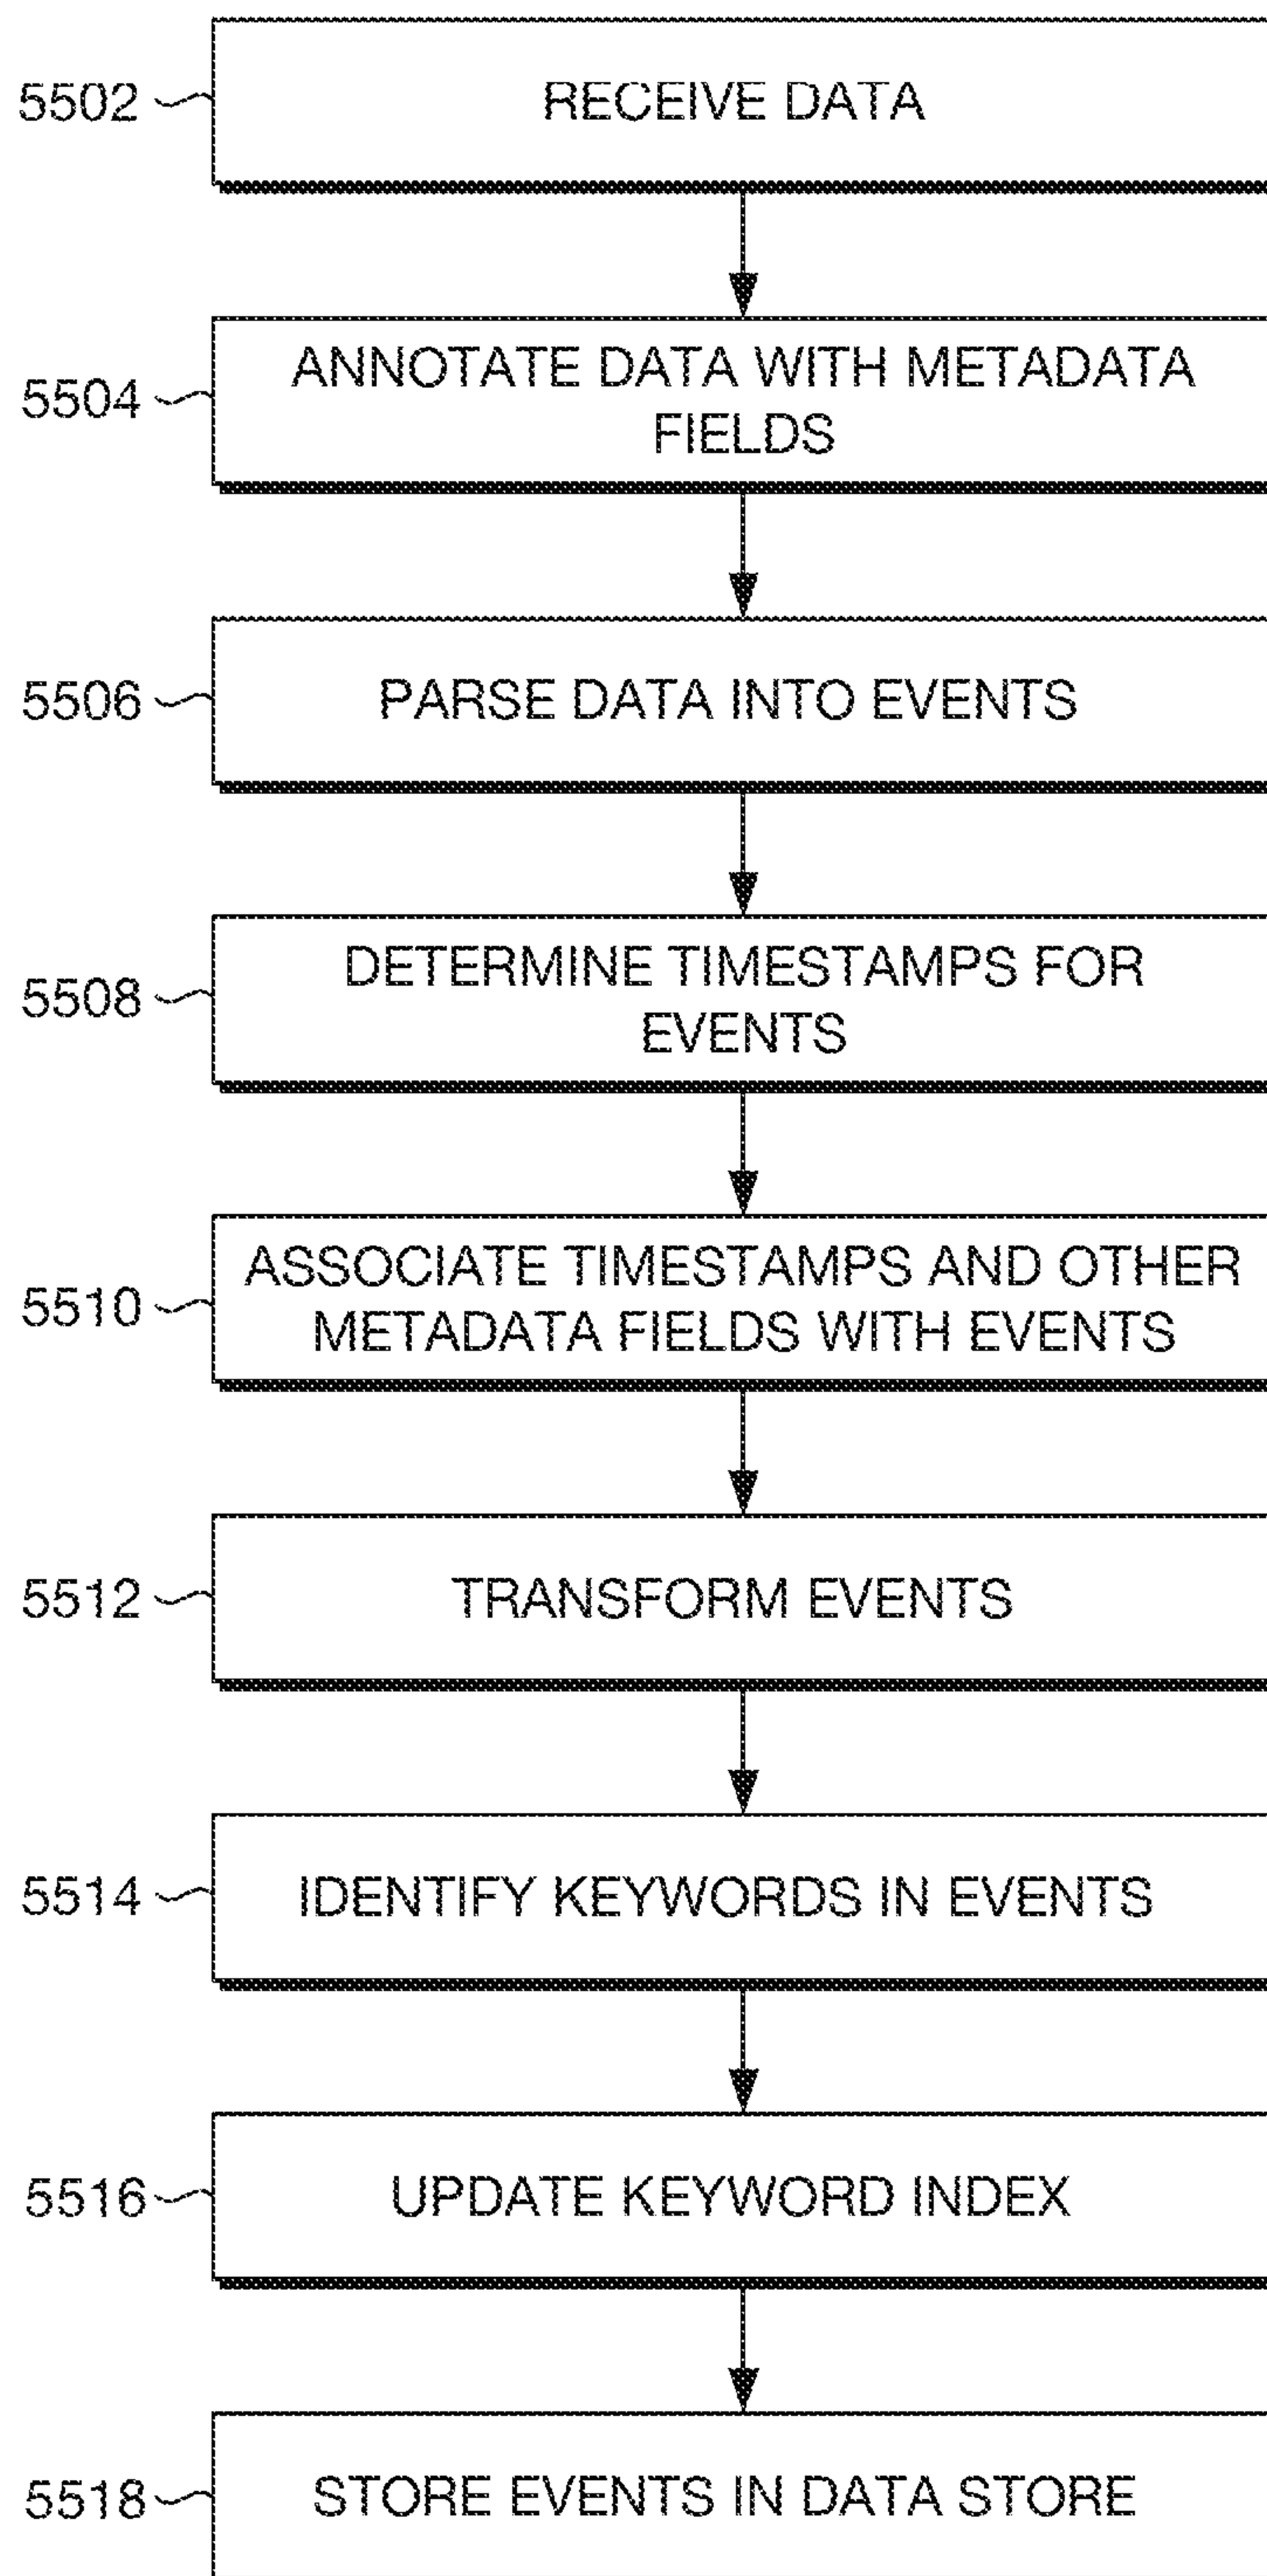 5502
RECEIVE DATA
5504
ANNOTATE DATA WITH METADATA
FIELDS
5506
PARSE DATA INTO EVENTS
5508
DETERMINE TIMESTAMPS FOR
EVENTS
5510
ASSOCIATE TIMESTAMPS AND OTHER
METADATA FIELDS WITH EVENTS
5512
TRANSFORM EVENTS
5514
IDENTIFY KEYWORDS IN EVENTS
5516
UPDATE KEYWORD INDEX
5518
STORE EVENTS IN DATA STORE